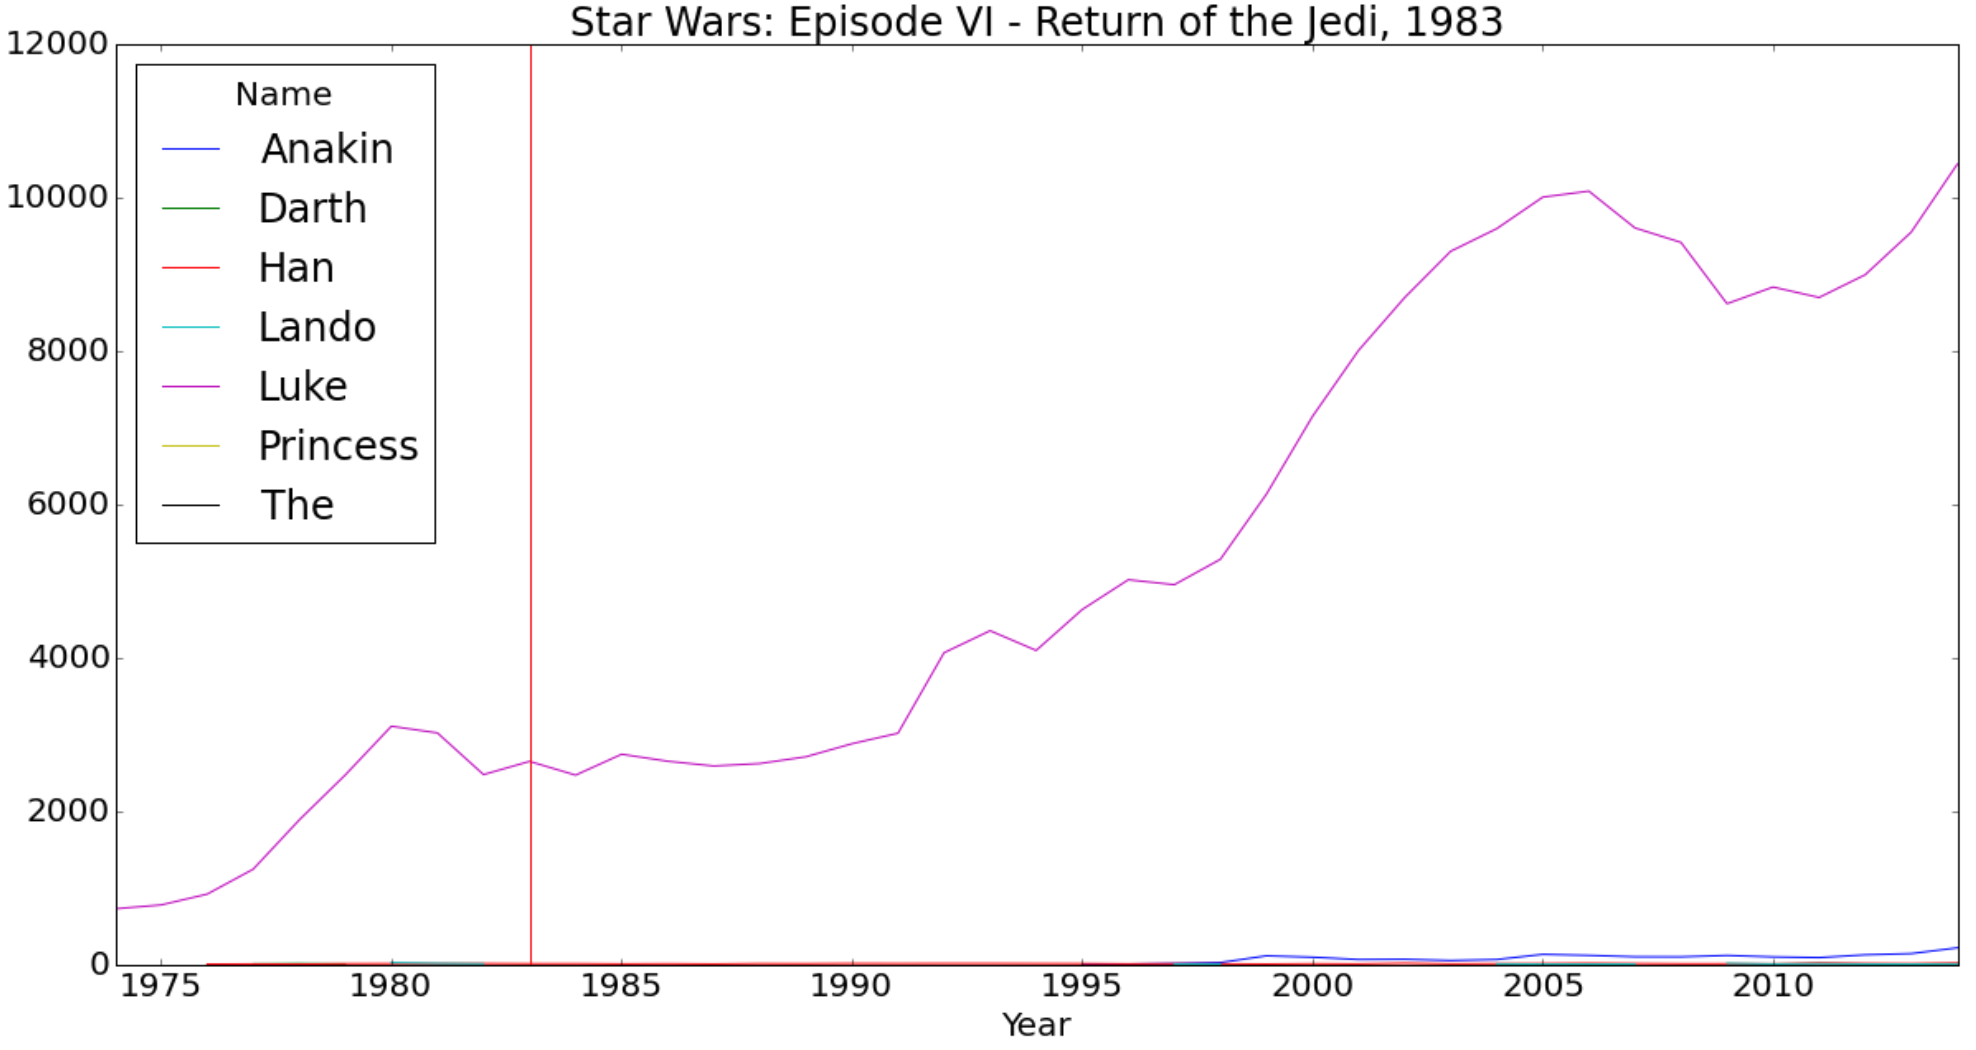 Star Wars: Episode VI - Return of the Jedi, 1983
12000
10000
8000
6000
4000
2000
0
Name
Anakin
Darth
Han
Lando
Luke
Princess
The
1975 1980 1985 1990 1995 2000 2005 2010
Year